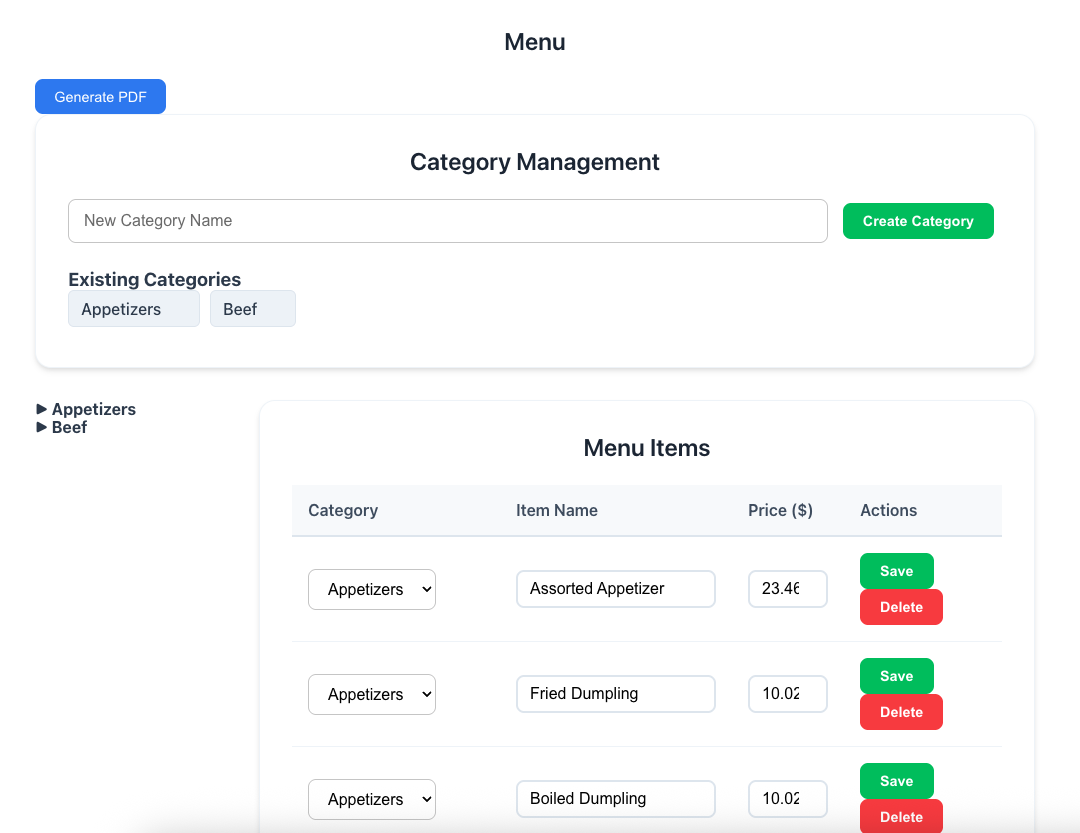 Menu
Generate PDF
Category Management
New Category Name
Create Category
Existing Categories
Appetizers Beef
Appetizers
Beef
Menu Items
Category Item Name Price ($) Actions
Appetizers Assorted Appetizer 23.46 Save
Delete
Appetizers Fried Dumpling 10.02 Save
Delete
Appetizers Boiled Dumpling 10.02 Save
Delete